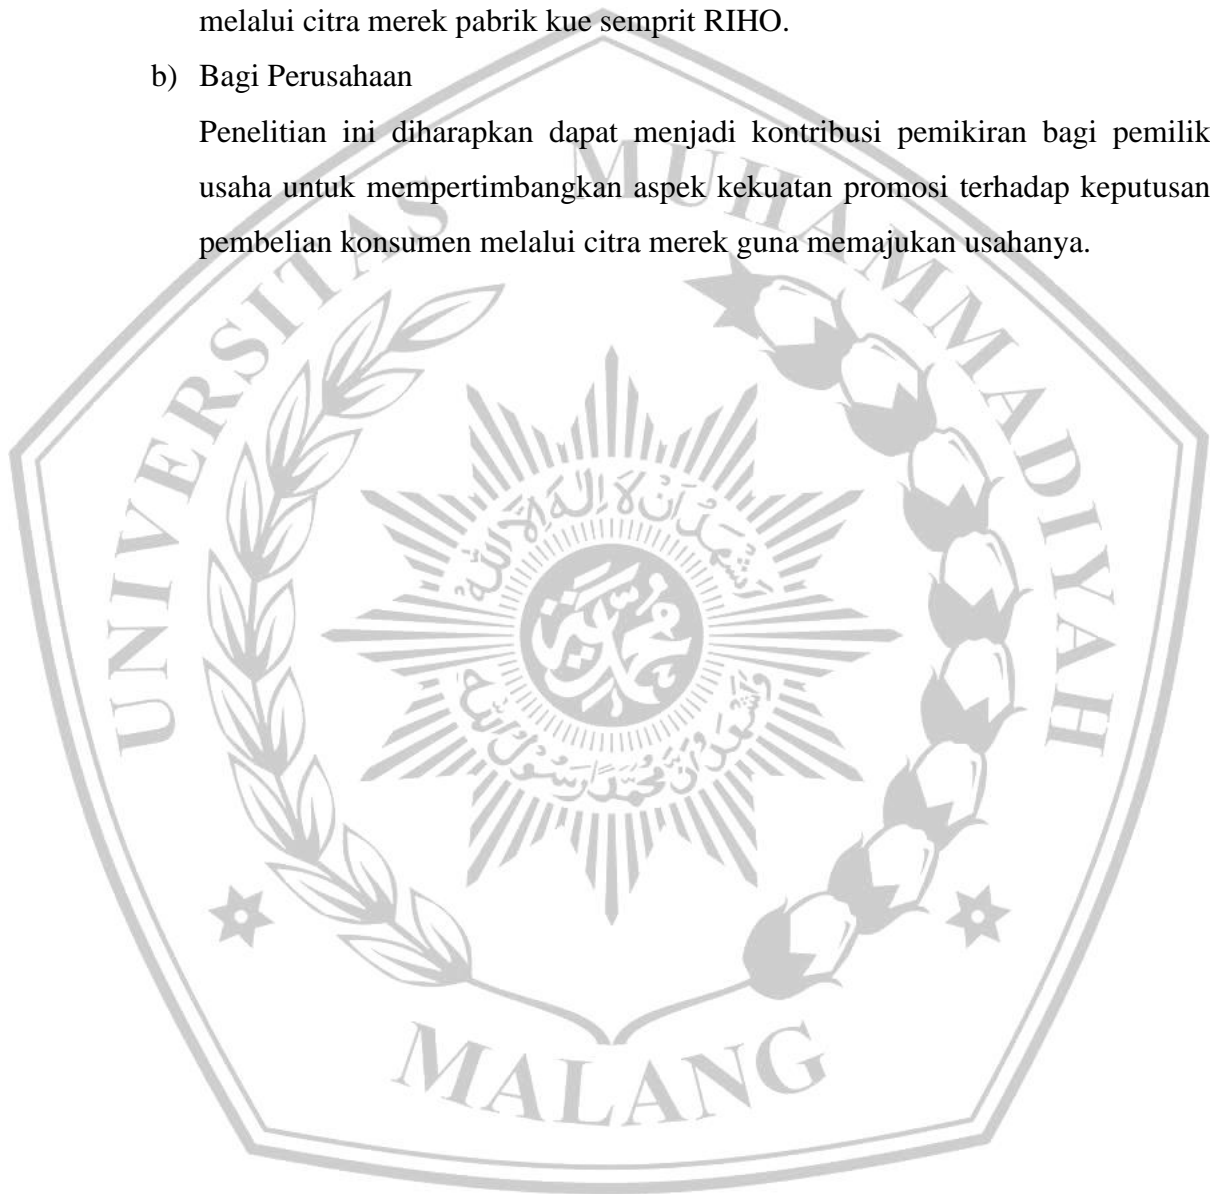 melalui citra merek pabrik kue semprit RIHO.
b) Bagi Perusahaan
Penelitian ini diharapkan dapat menjadi kontribusi pemikiran bagi pemilik
usaha untuk mempertimbangkan aspek kekuatan promosi terhadap keputusan
pembelian konsumen melalui citra merek guna memajukan usahanya.
UNIVERSITAS MUHAMMADIYAH
MALANG